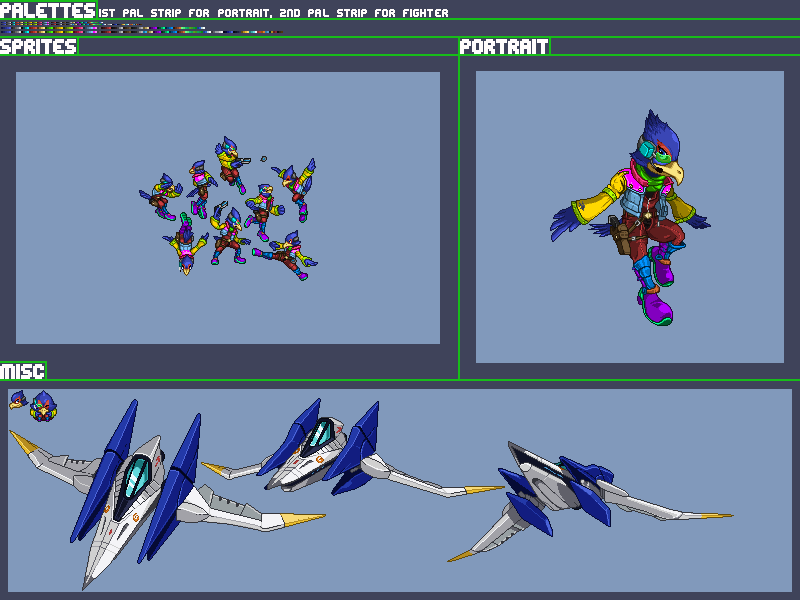 PALETTES 1ST PAL STRIP FOR PORTRAIT, 2ND PAL STRIP FOR FIGHTER
SPRITES
PORTRAIT
MISC